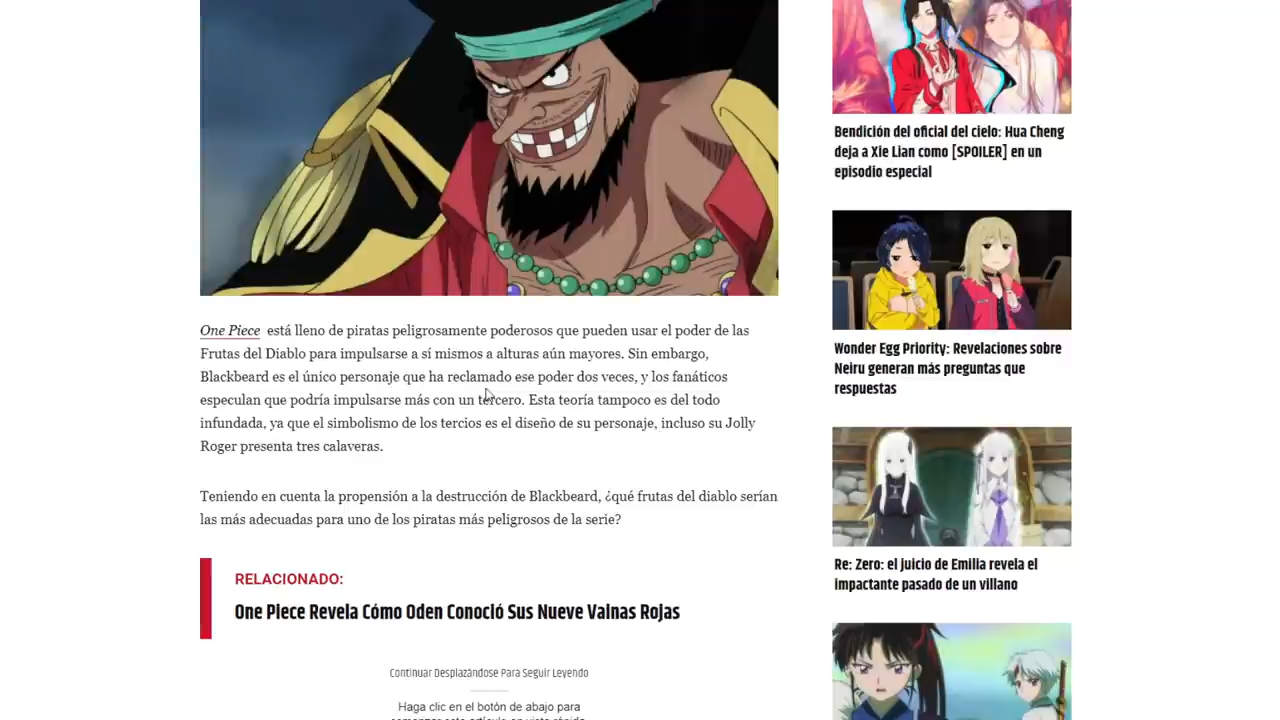 One Piece está lleno de piratas peligrosamente poderosos que pueden usar el poder de las
Frutas del Diablo para impulsarse a sí mismos a alturas aún mayores. Sin embargo,
Blackbeard es el único personaje que ha reclamado ese poder dos veces, y los fanáticos
especulan que podría impulsarse más con un tercero. Esta teoría tampoco es del todo
infundada, ya que el simbolismo de los tercios es el diseño de su personaje, incluso su Jolly
Roger presenta tres calaveras.
Teniendo en cuenta la propensión a la destrucción de Blackbeard, ¿qué frutas del diablo serían
las más adecuadas para uno de los piratas más peligrosos de la serie?
RELACIONADO:
One Piece Revela Cómo Oden Conoció Sus Nueve Vainas Rojas
Continuar Desplazándose Para Seguir Leyendo
Haga clic en el botón de abajo para
comenzar este artículo en vista rápida
Bendición del oficial del cielo: Hua Cheng
deja a Xie Lian como [SPOILER] en un
episodio especial
Wonder Egg Priority: Revelaciones sobre
Neiru generan más preguntas que
respuestas
Re: Zero: el juicio de Emilia revela el
impactante pasado de un villano